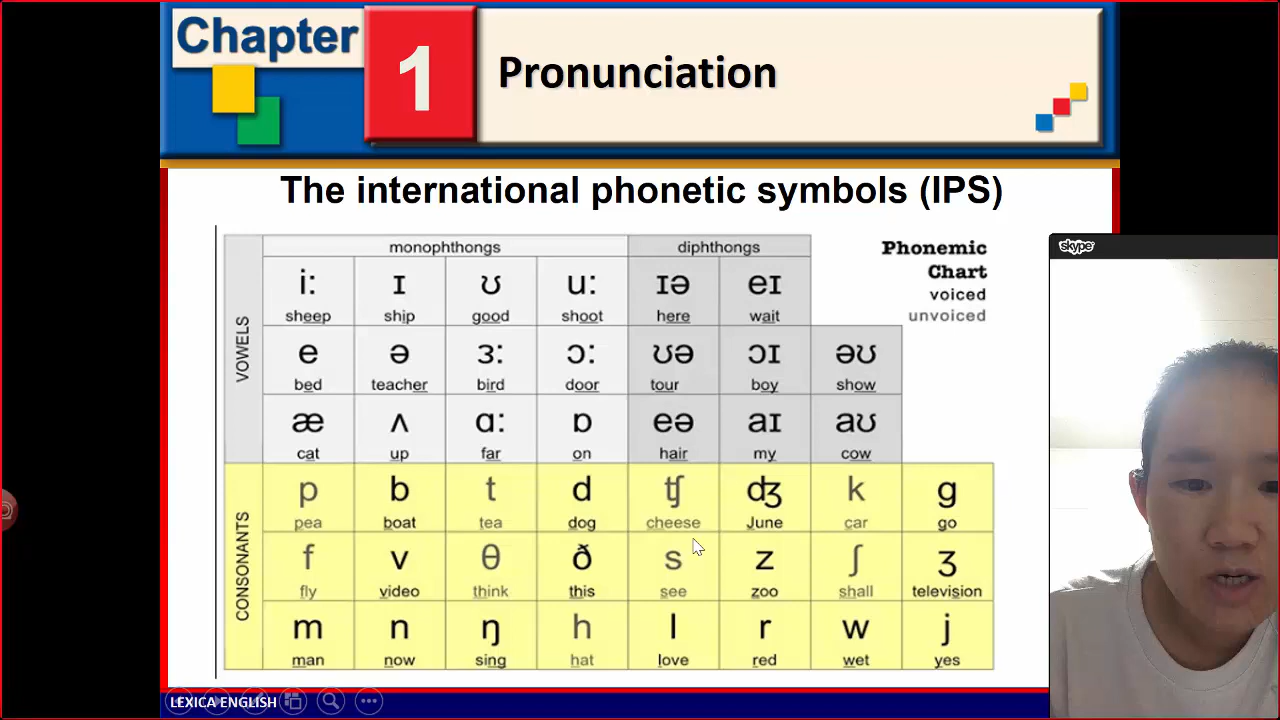 Chapter
1
Pronunciation
The international phonetic symbols (IPS)
monophthongs diphthongs
Phonemic
Chart
voiced
unvoiced
VOWELS
iː ɪ ʊ uː ɪə eɪ
sheep ship good shoot here wait
e ə ɜː ɔː ʊə ɔɪ əʊ
bed teacher bird door tour boy show
æ ʌ ɑː ɒ eə aɪ aʊ
cat up far on hair my cow
CONSONANTS
p b t d ʧ ʤ k g
pea boat tea dog cheese June car go
f v θ ð s z ʃ ʒ
fly video think this see zoo shall television
m n ŋ h l r w j
man now sing hat love red wet yes
LEXICA ENGLISH
skype